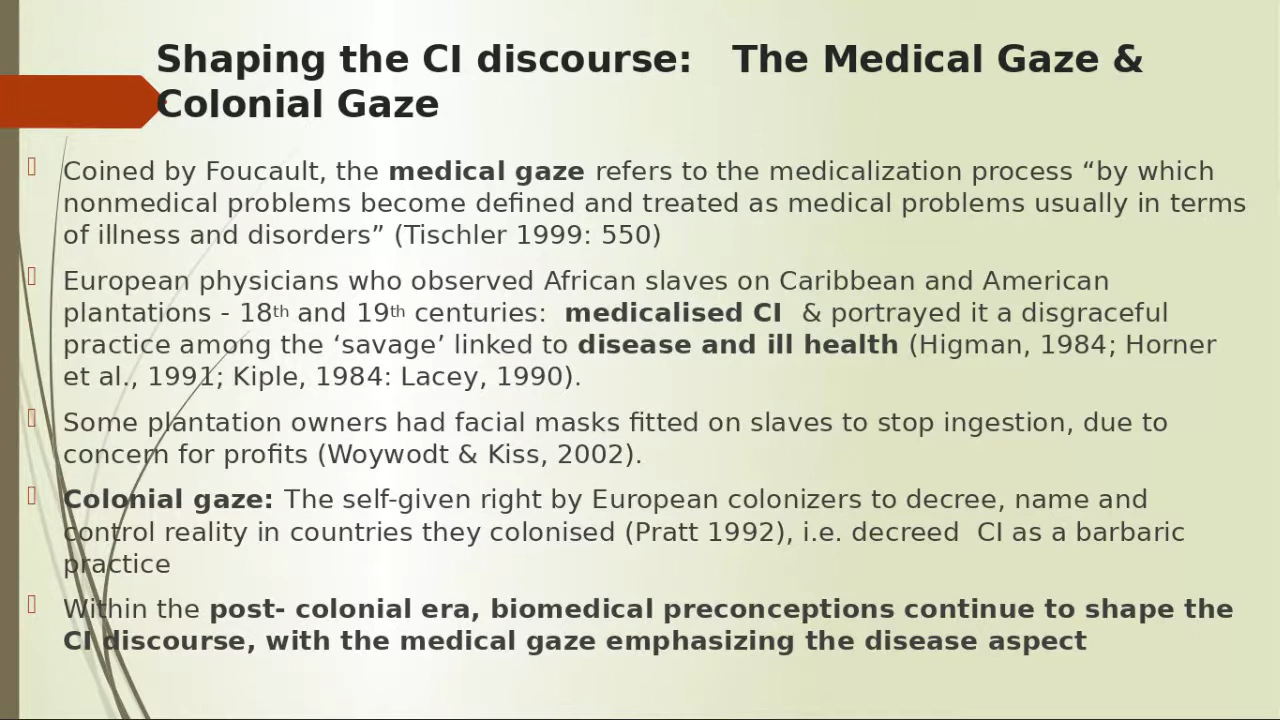 Shaping the CI discourse:   The Medical Gaze &
Colonial Gaze
Coined by Foucault, the medical gaze refers to the medicalization process “by which
nonmedical problems become defined and treated as medical problems usually in terms
of illness and disorders” (Tischler 1999: 550)
European physicians who observed African slaves on Caribbean and American
plantations - 18th and 19th centuries:  medicalised CI  & portrayed it a disgraceful
practice among the ‘savage’ linked to disease and ill health (Higman, 1984; Horner
et al., 1991; Kiple, 1984: Lacey, 1990).
Some plantation owners had facial masks fitted on slaves to stop ingestion, due to
concern for profits (Woywodt & Kiss, 2002).
Colonial gaze: The self-given right by European colonizers to decree, name and
control reality in countries they colonised (Pratt 1992), i.e. decreed  CI as a barbaric
practice
Within the post- colonial era, biomedical preconceptions continue to shape the
CI discourse, with the medical gaze emphasizing the disease aspect